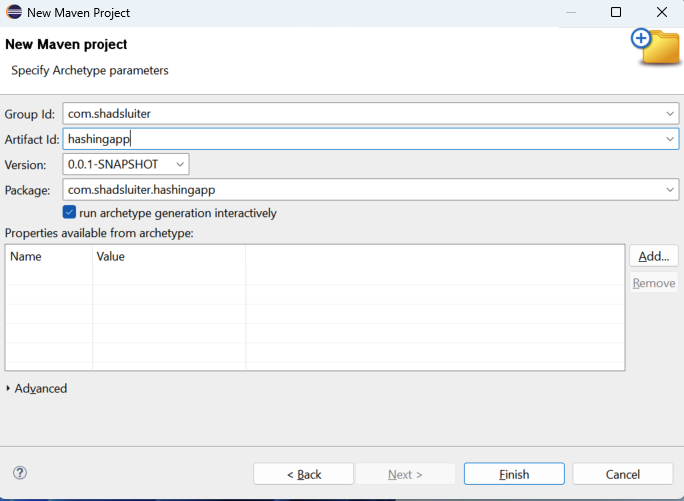 New Maven Project
New Maven project
Specify Archetype parameters
Group Id: com.shadsluiter
Artifact Id: hashingapp
Version: 0.0.1-SNAPSHOT
Package: com.shadsluiter.hashingapp
run archetype generation interactively
Properties available from archetype:
Name Value Add...
Remove
Advanced
? < Back Next > Finish Cancel